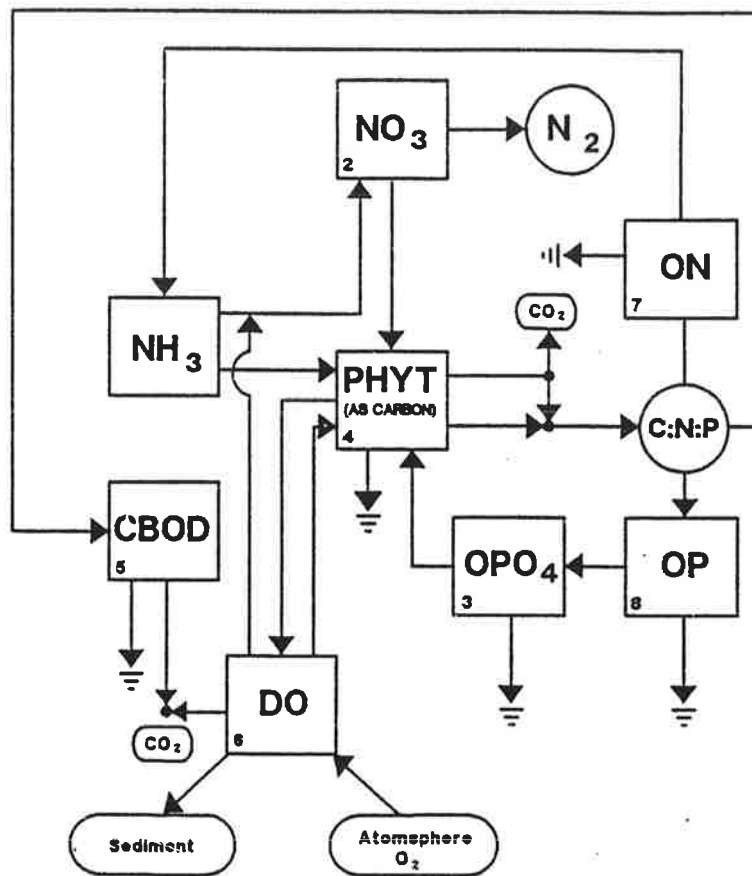 NO₃
2
N₂
ON
7
CO₂
NH₃
PHYT
(AS CARBON)
4
C:N:P
CBOD
5
OPO₄
3
OP
8
DO
6
CO₂
Sediment
Atomsphere
O₂